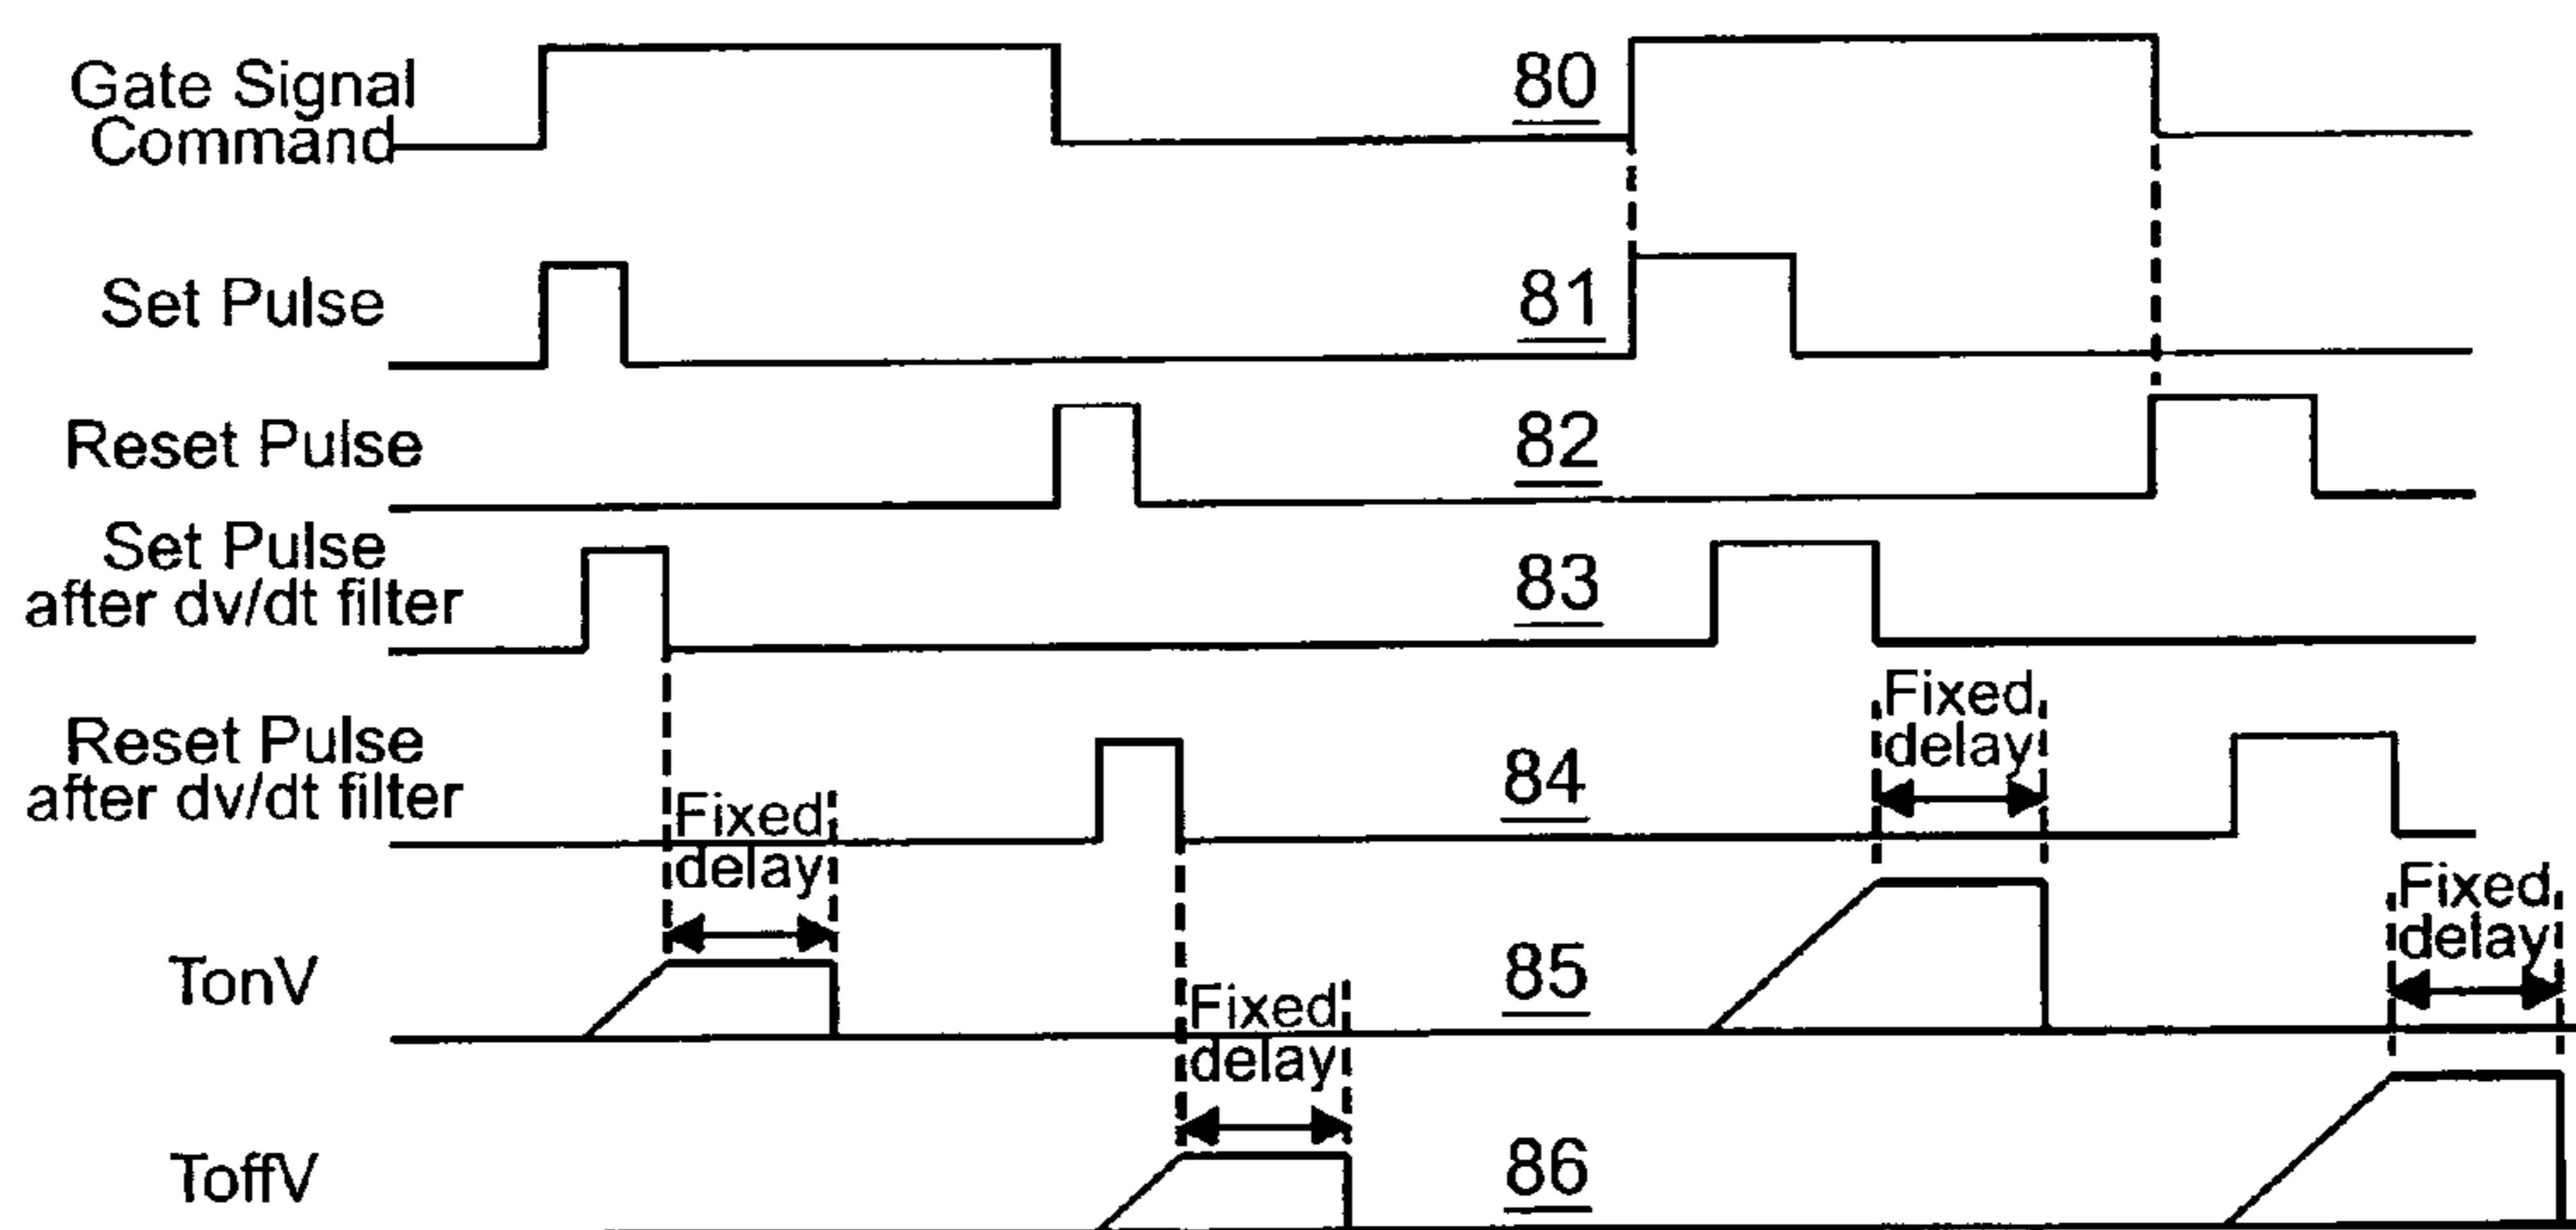 Gate Signal
Command
80
Set Pulse
81
Reset Pulse
82
Set Pulse
after dv/dt filter
83
Reset Pulse
after dv/dt filter
84
Fixed
delay
Fixed
delay
TonV
85
Fixed
delay
Fixed
delay
ToffV
86